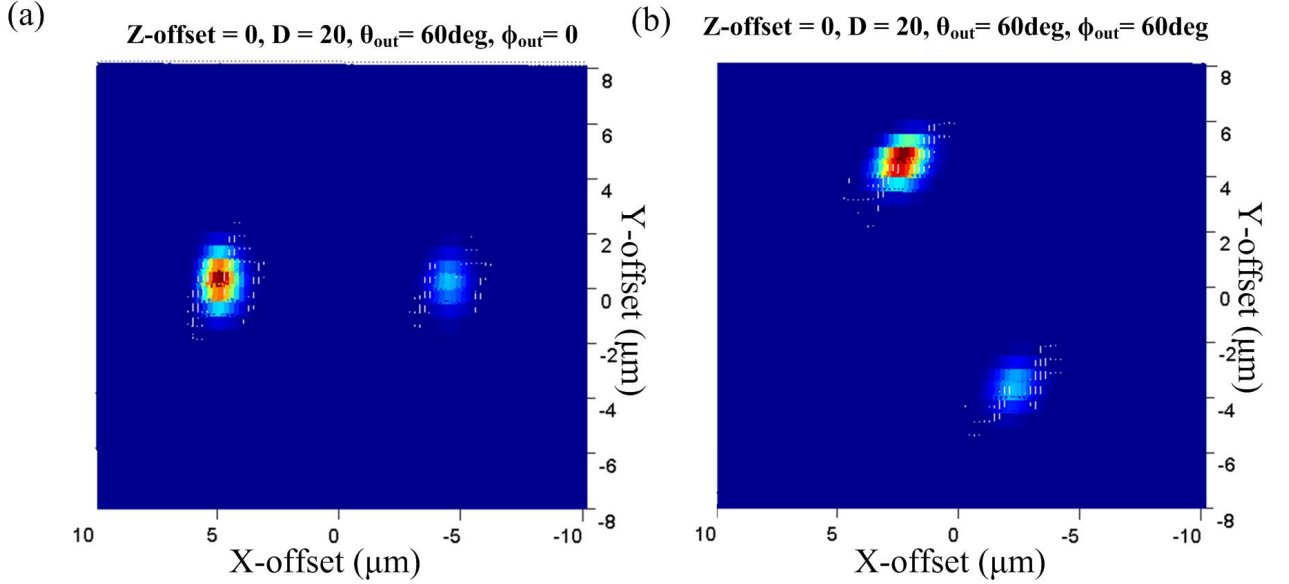 (a)
Z-offset = 0, D = 20, θout= 60deg, ϕout= 0
8
6
4
2
0
-2
-4
-6
-8
Y-offset (μm)
10 5 0 -5 -10
X-offset (μm)
(b)
Z-offset = 0, D = 20, θout= 60deg, ϕout= 60deg
8
6
4
2
0
-2
-4
-6
-8
Y-offset (μm)
10 5 0 -5 -10
X-offset (μm)